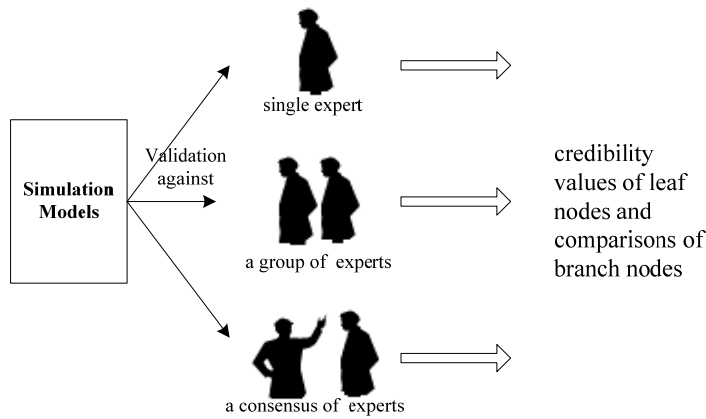 single expert
Validation
against
Simulation
Models
a group of experts
a consensus of experts
credibility
values of leaf
nodes and
comparisons of
branch nodes